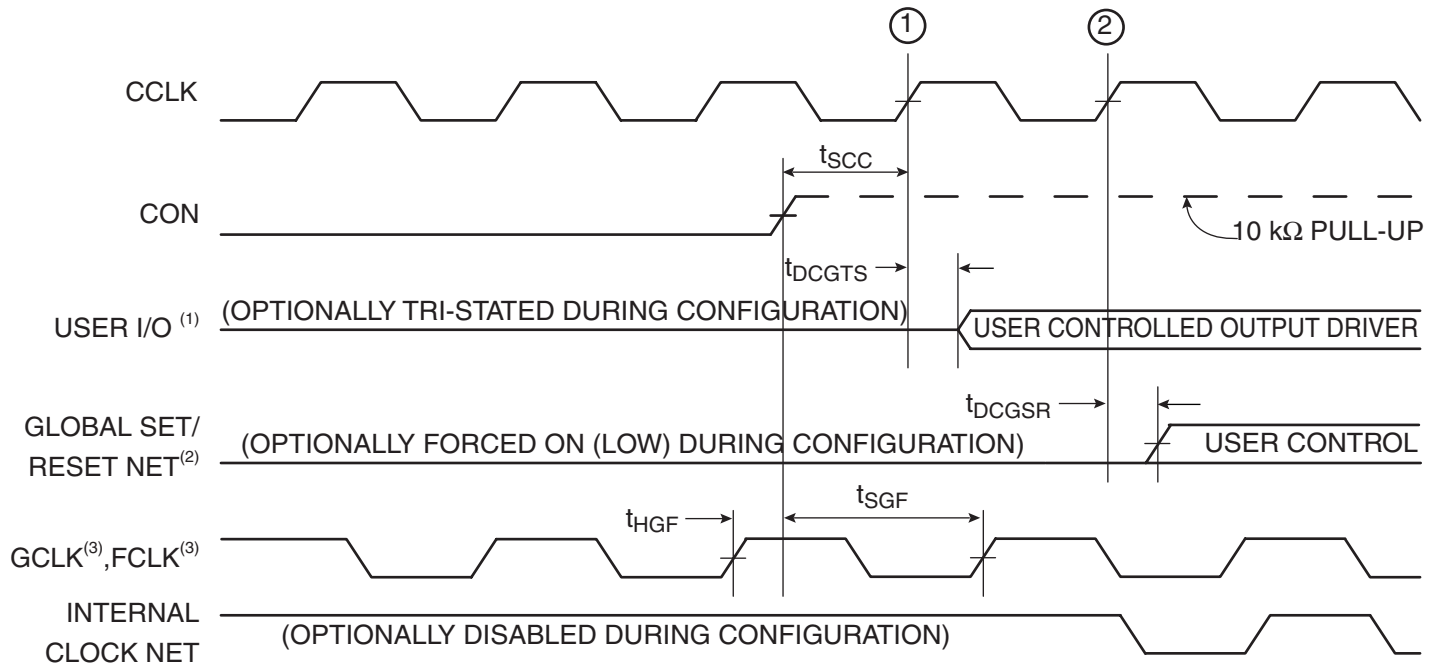 1
2
CCLK
tSCC
CON
10 kΩ PULL-UP
tDCGTS
(OPTIONALLY TRI-STATED DURING CONFIGURATION)
USER I/O (1)
USER CONTROLLED OUTPUT DRIVER
tDCGSR
GLOBAL SET/
RESET NET(2)
(OPTIONALLY FORCED ON (LOW) DURING CONFIGURATION)
USER CONTROL
tHGF
tSGF
GCLK(3),FCLK(3)
INTERNAL
CLOCK NET
(OPTIONALLY DISABLED DURING CONFIGURATION)